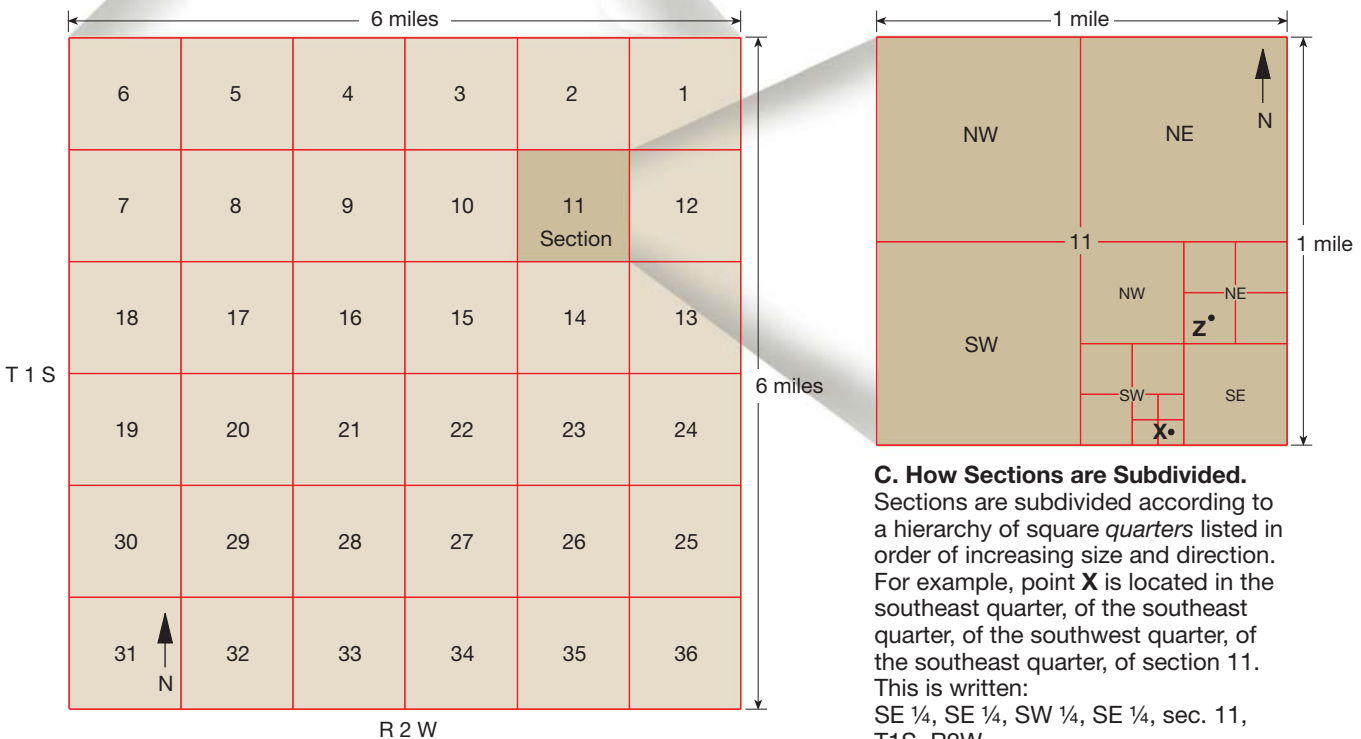 6 miles
6 5 4 3 2 1
7 8 9 10 11 12
Section
18 17 16 15 14 13
T 1 S
6 miles
19 20 21 22 23 24
30 29 28 27 26 25
31 32 33 34 35 36
N
R 2 W
1 mile
N
NW NE
11
1 mile
NW NE
Z
SW
SW SE
X
C. How Sections are Subdivided.
Sections are subdivided according to
a hierarchy of square quarters listed in
order of increasing size and direction.
For example, point X is located in the
southeast quarter, of the southeast
quarter, of the southwest quarter, of
the southeast quarter, of section 11.
This is written:
SE ¼, SE ¼, SW ¼, SE ¼, sec. 11,
T1S, R2W